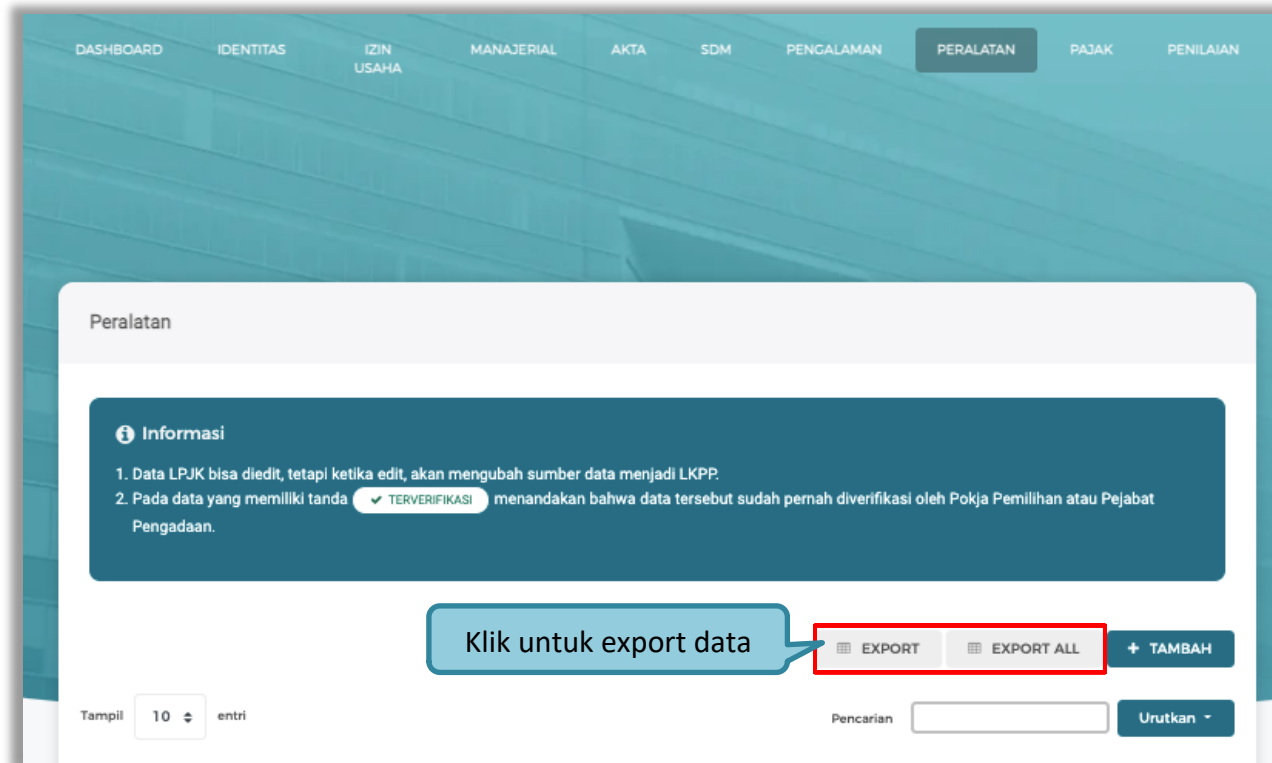 DASHBOARD IDENTITAS IZIN USAHA MANAJERIAL AKTA SDM PENGALAMAN PERALATAN PAJAK PENILAIAN
Peralatan
Informasi
1. Data LPJK bisa diedit, tetapi ketika edit, akan mengubah sumber data menjadi LKPP.
2. Pada data yang memiliki tanda TERVERIFIKASI menandakan bahwa data tersebut sudah pernah diverifikasi oleh Pokja Pemilihan atau Pejabat
Pengadaan.
Klik untuk export data EXPORT EXPORT ALL + TAMBAH
Tampil 10 entri Pencarian Urutkan